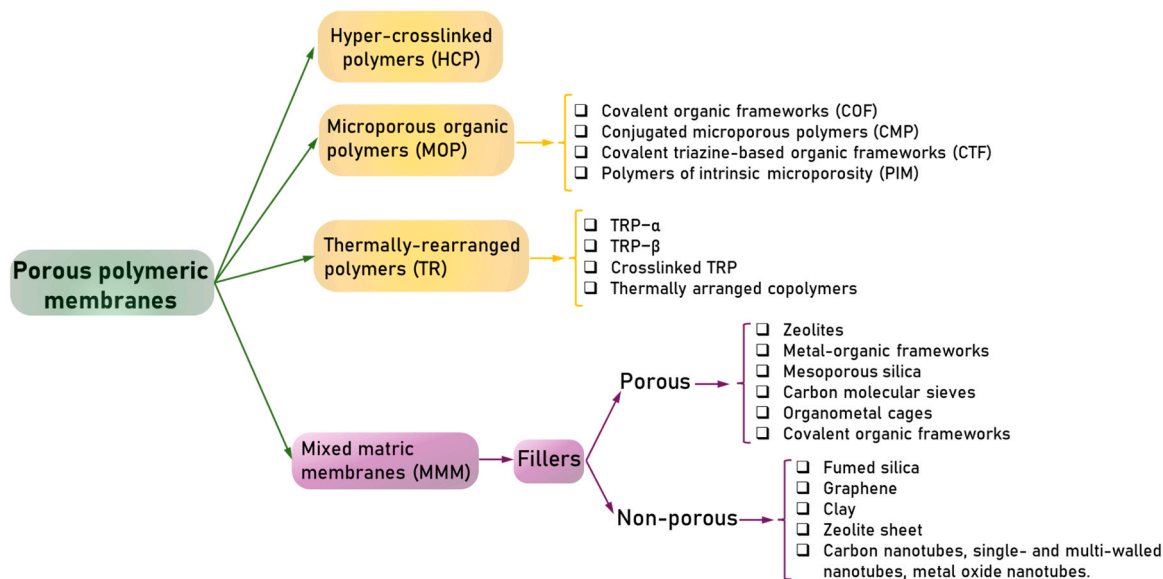 Hyper-crosslinked
polymers (HCP)
Microporous organic
polymers (MOP)
❑ Covalent organic frameworks (COF)
❑ Conjugated microporous polymers (CMP)
❑ Covalent triazine-based organic frameworks (CTF)
❑ Polymers of intrinsic microporosity (PIM)
Porous polymeric
membranes
Thermally-rearranged
polymers (TR)
❑ TRP-α
❑ TRP-β
❑ Crosslinked TRP
❑ Thermally arranged copolymers
Mixed matric
membranes (MMM)
Fillers
Porous
❑ Zeolites
❑ Metal-organic frameworks
❑ Mesoporous silica
❑ Carbon molecular sieves
❑ Organometal cages
❑ Covalent organic frameworks
Non-porous
❑ Fumed silica
❑ Graphene
❑ Clay
❑ Zeolite sheet
❑ Carbon nanotubes, single- and multi-walled
nanotubes, metal oxide nanotubes.